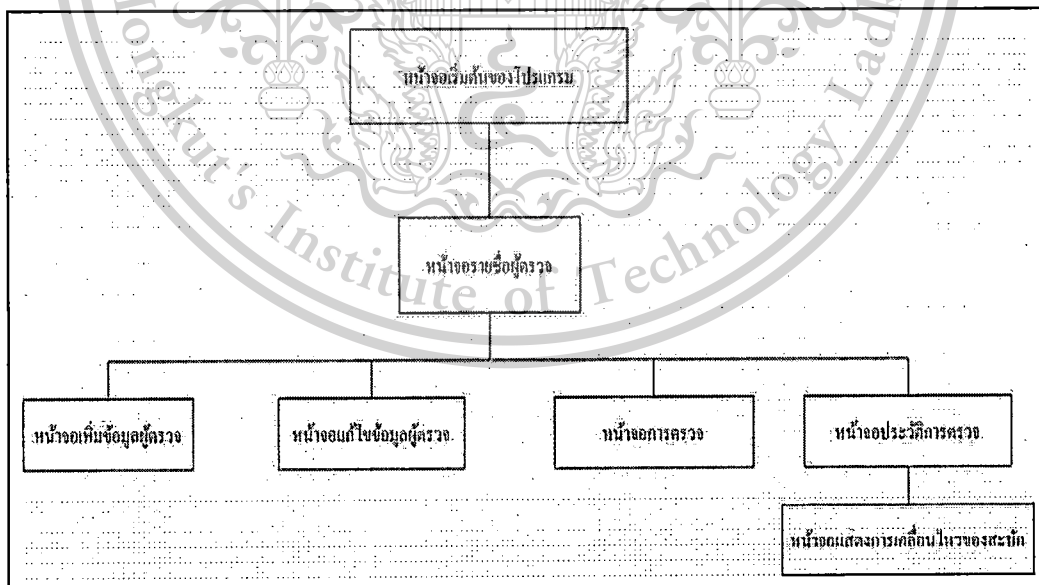 หน้าจอเริ่มต้นของโปรแกรม
หน้าจอรายชื่อผู้ตรวจ
หน้าจอเพิ่มข้อมูลผู้ตรวจ
หน้าจอแก้ไขข้อมูลผู้ตรวจ
หน้าจอการตรวจ
หน้าจอประวัติการตรวจ
หน้าจอแสดงการเคลื่อนไหวของสะบัก
ongkut's Institute of Technology Lad